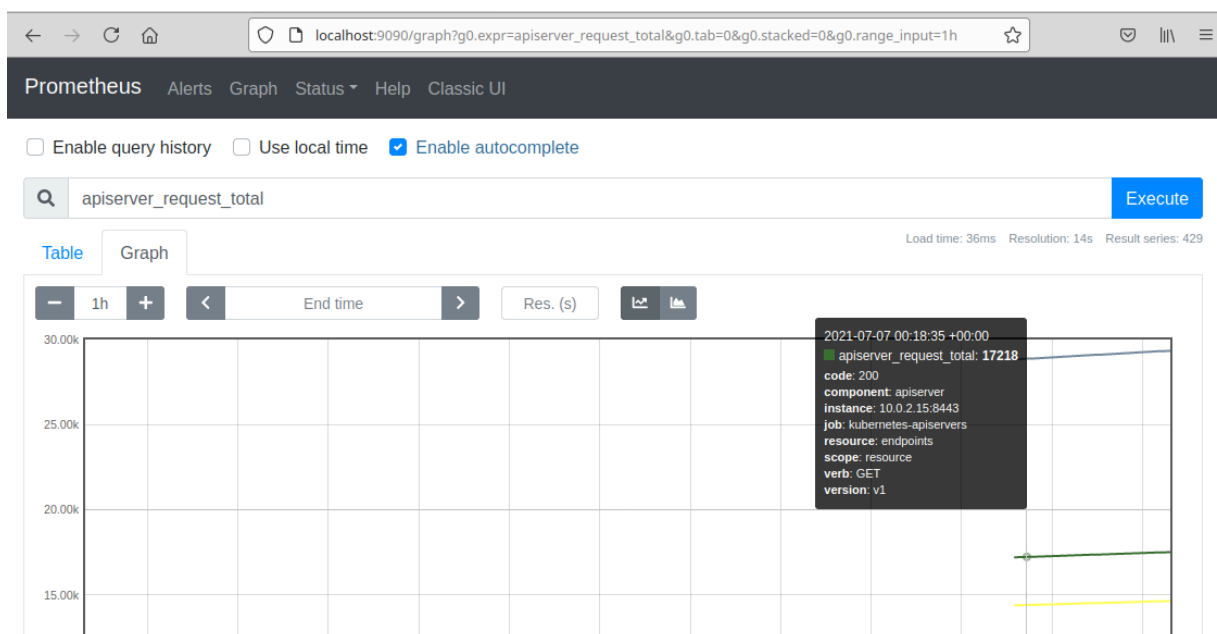 localhost:9090/graph?g0.expr=apiserver_request_total&g0.tab=0&g0.stacked=0&g0.range_input=1h
Prometheus Alerts Graph Status Help Classic UI
Enable query history Use local time Enable autocomplete
apiserver_request_total Execute
Load time: 36ms Resolution: 14s Result series: 429
Table Graph
1h End time Res. (s)
30.00k
2021-07-07 00:18:35 +00:00
apiserver_request_total: 17218
code: 200
component: apiserver
instance: 10.0.2.15:8443
job: kubernetes-apiservers
resource: endpoints
scope: resource
verb: GET
version: v1
25.00k
20.00k
15.00k